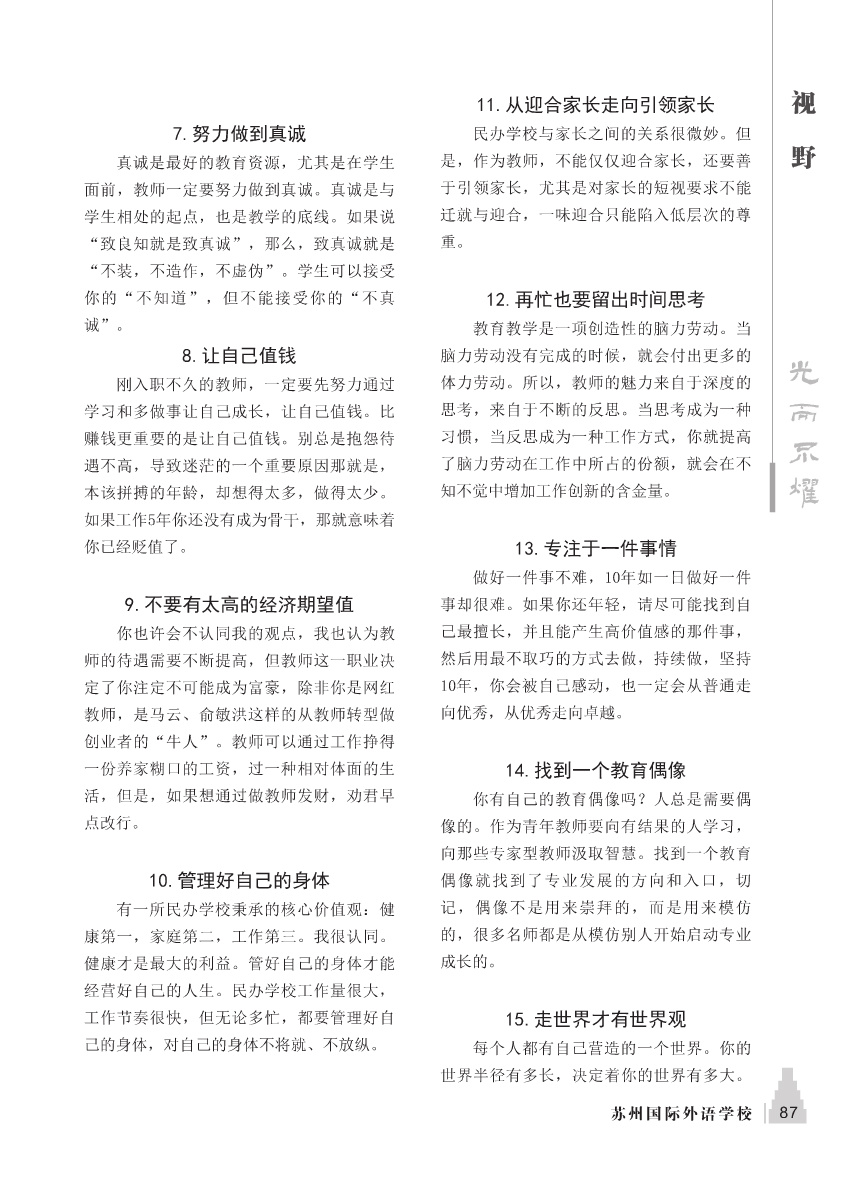 7.努力做到真诚
真诚是最好的教育资源，尤其是在学生
面前，教师一定要努力做到真诚。真诚是与
学生相处的起点，也是教学的底线。如果说
“致良知就是致真诚”，那么，致真诚就是
“不装，不造作，不虚伪”。学生可以接受
你的“不知道”，但不能接受你的“不真
诚”。
8.让自己值钱
刚入职不久的教师，一定要先努力通过
学习和多做事让自己成长，让自己值钱。比
赚钱更重要的是让自己值钱。别总是抱怨待
遇不高，导致迷茫的一个重要原因那就是，
本该拼搏的年龄，却想得太多，做得太少。
如果工作5年你还没有成为骨干，那就意味着
你已经贬值了。
9.不要有太高的经济期望值
你也许会不认同我的观点，我也认为教
师的待遇需要不断提高，但教师这一职业决
定了你注定不可能成为富豪，除非你是网红
教师，是马云、俞敏洪这样的从教师转型做
创业者的“牛人”。教师可以通过工作挣得
一份养家糊口的工资，过一种相对体面的生
活，但是，如果想通过做教师发财，劝君早
点改行。
10.管理好自己的身体
有一所民办学校秉承的核心价值观：健
康第一，家庭第二，工作第三。我很认同。
健康才是最大的利益。管好自己的身体才能
经营好自己的人生。民办学校工作量很大，
工作节奏很快，但无论多忙，都要管理好自
己的身体，对自己的身体不将就、不放纵。
11.从迎合家长走向引领家长
民办学校与家长之间的关系很微妙。但
是，作为教师，不能仅仅迎合家长，还要善
于引领家长，尤其是对家长的短视要求不能
迁就与迎合，一味迎合只能陷入低层次的尊
重。
12.再忙也要留出时间思考
教育教学是一项创造性的脑力劳动。当
脑力劳动没有完成的时候，就会付出更多的
体力劳动。所以，教师的魅力来自于深度的
思考，来自于不断的反思。当思考成为一种
习惯，当反思成为一种工作方式，你就提高
了脑力劳动在工作中所占的份额，就会在不
知不觉中增加工作创新的含金量。
13.专注于一件事情
做好一件事不难，10年如一日做好一件
事却很难。如果你还年轻，请尽可能找到自
己最擅长，并且能产生高价值感的那件事，
然后用最不取巧的方式去做，持续做，坚持
10年，你会被自己感动，也一定会从普通走
向优秀，从优秀走向卓越。
14.找到一个教育偶像
你有自己的教育偶像吗？人总是需要偶
像的。作为青年教师要向有结果的人学习，
向那些专家型教师汲取智慧。找到一个教育
偶像就找到了专业发展的方向和入口，切
记，偶像不是用来崇拜的，而是用来模仿
的，很多名师都是从模仿别人开始启动专业
成长的。
15.走世界才有世界观
每个人都有自己营造的一个世界。你的
世界半径有多长，决定着你的世界有多大。
视野
光而不耀
苏州国际外语学校
87